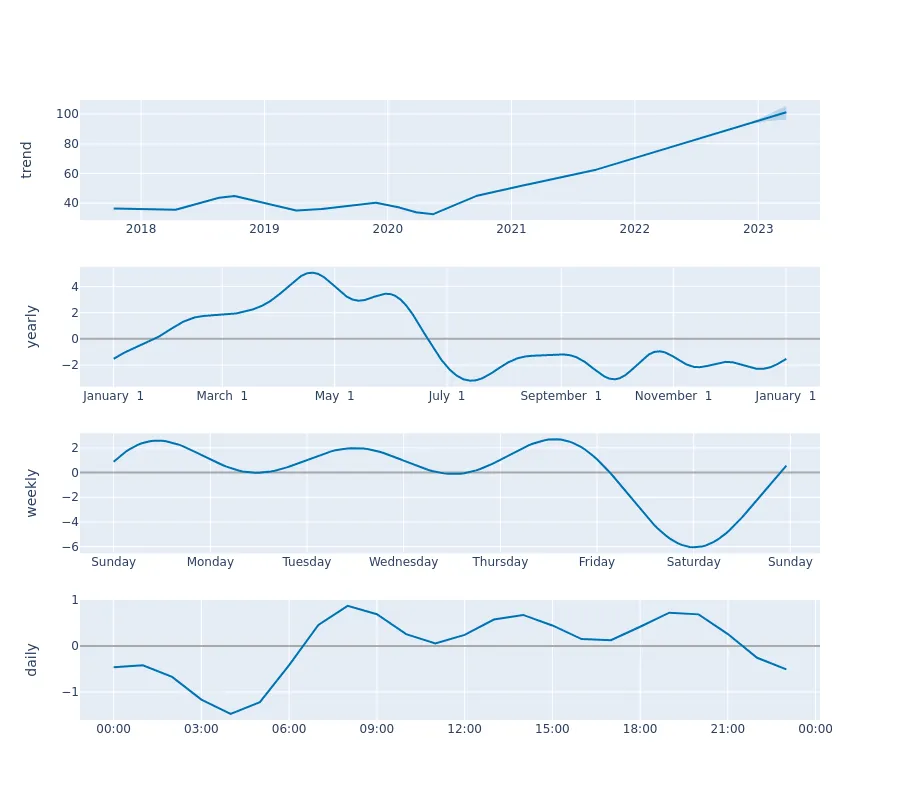 100
80
60
40
trend
2018 2019 2020 2021 2022 2023
4
2
0
−2
yearly
January 1 March 1 May 1 July 1 September 1 November 1 January 1
2
0
−2
−4
−6
weekly
Sunday Monday Tuesday Wednesday Thursday Friday Saturday Sunday
1
0
−1
daily
00:00 03:00 06:00 09:00 12:00 15:00 18:00 21:00 00:00